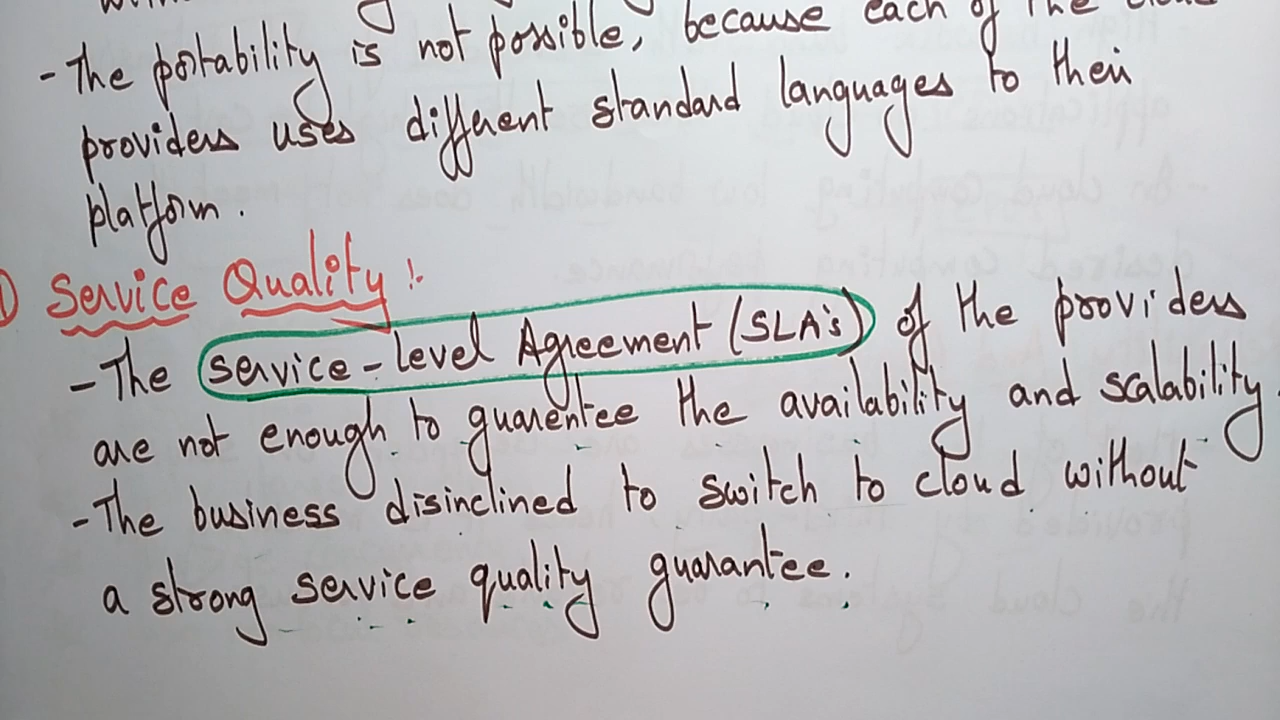 - The portability is not possible, because each of the cloud
providers uses different standard languages to their
platform.
Service Quality :-
- The service-level Agreement (SLA's) of the providers
are not enough to guarentee the availability and scalability.
- The business disinclined to switch to cloud without
a strong service quality guarantee.